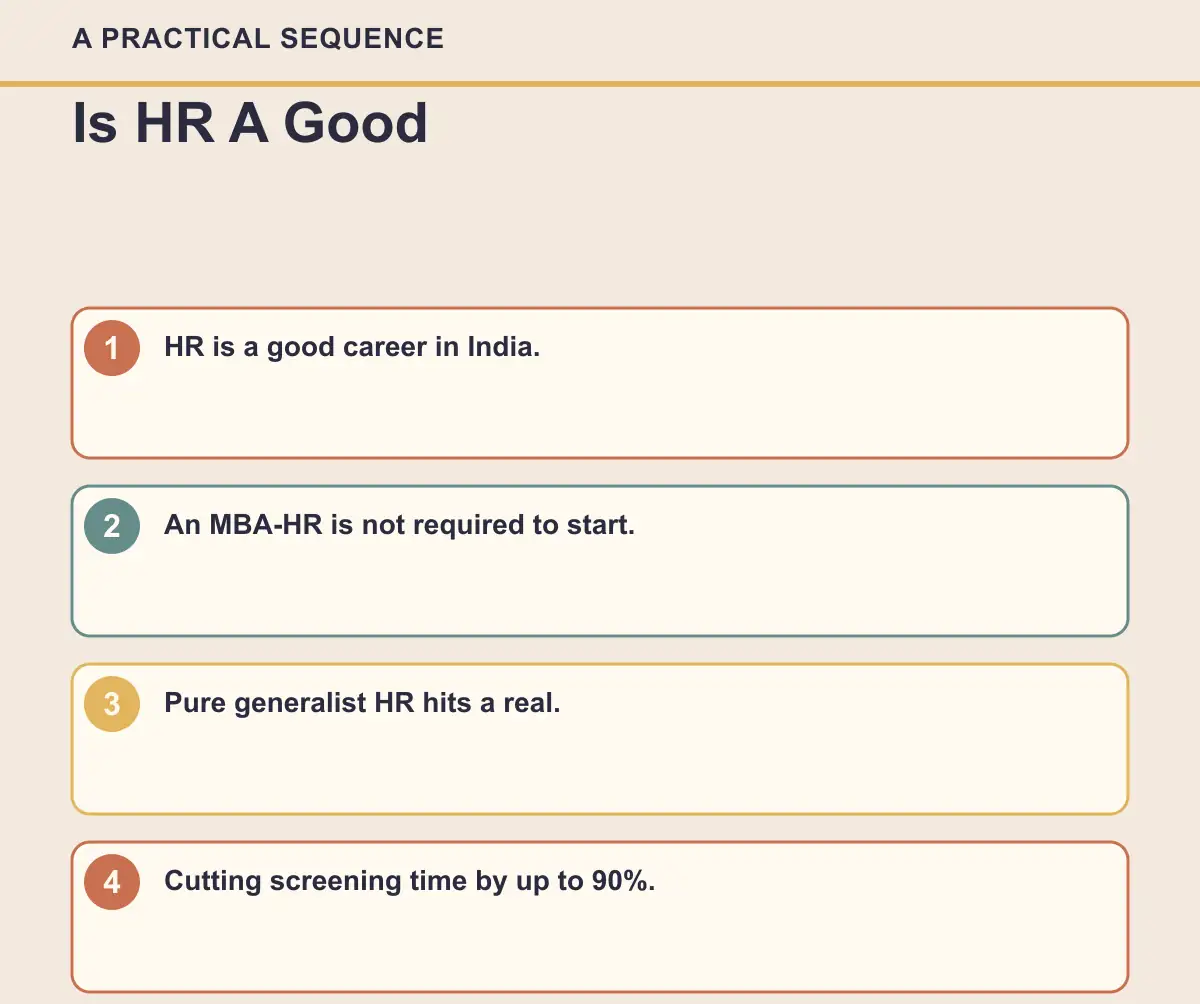 A PRACTICAL SEQUENCE
Is HR A Good
1 HR is a good career in India.
2 An MBA-HR is not required to start.
3 Pure generalist HR hits a real.
4 Cutting screening time by up to 90%.